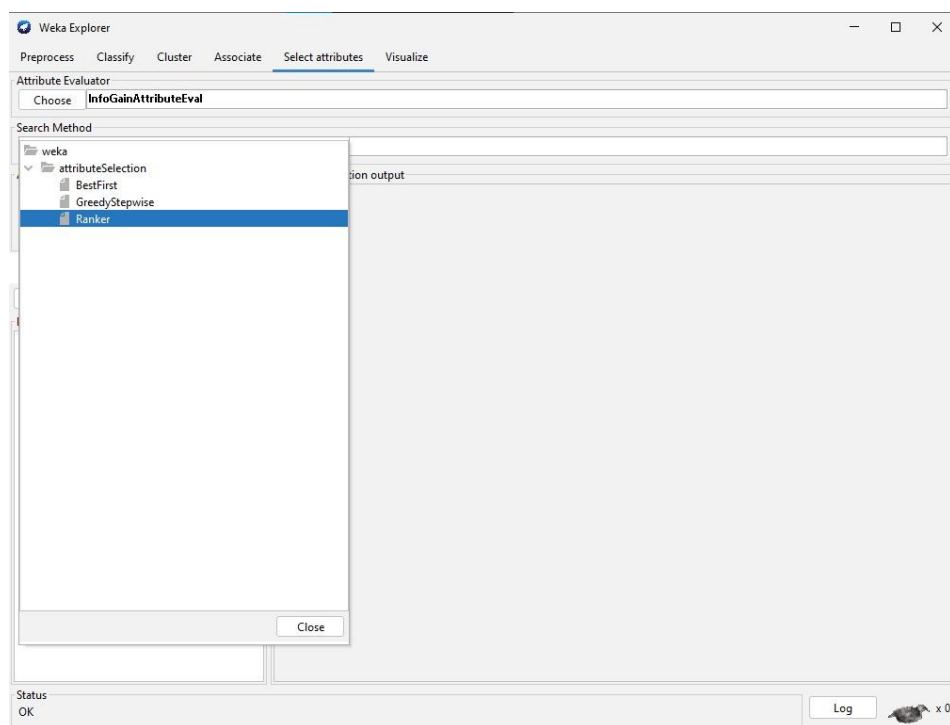 Weka Explorer
Preprocess Classify Cluster Associate Select attributes Visualize
Attribute Evaluator
Choose InfoGainAttributeEval
Search Method
weka
attributeSelection
tion output
BestFirst
GreedyStepwise
Ranker
Close
Status
OK
Log
x 0